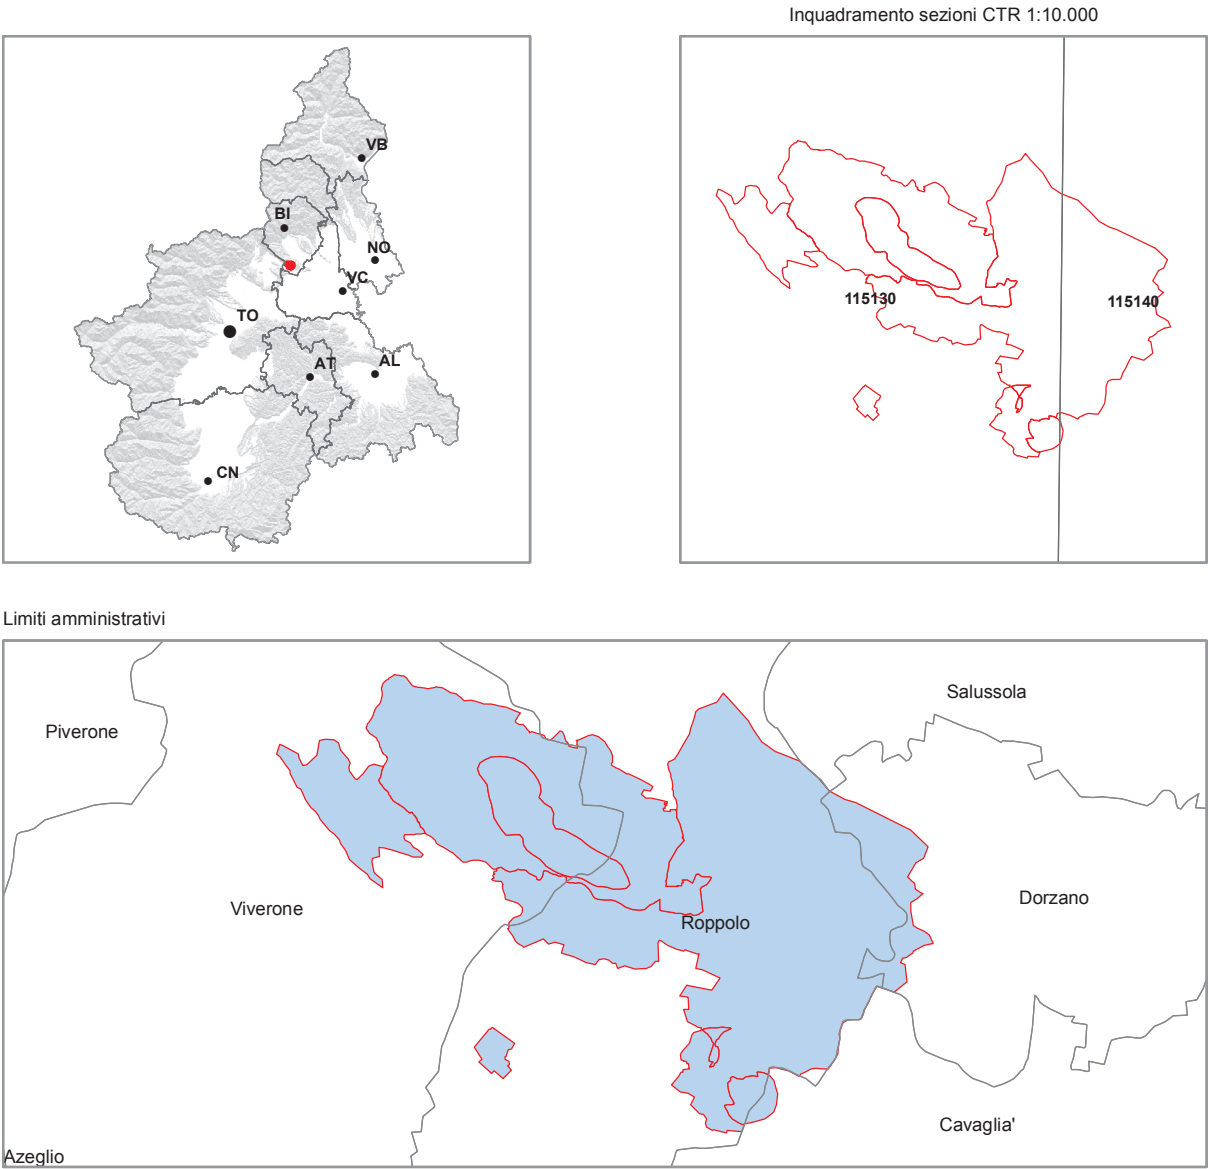 Inquadramento sezioni CTR 1:10.000
VB
BI
NO
VC
TO
AT
AL
CN
115130
115140
Limiti amministrativi
Salussola
Piverone
Dorzano
Viverone
Roppolo
Cavaglia'
Azeglio